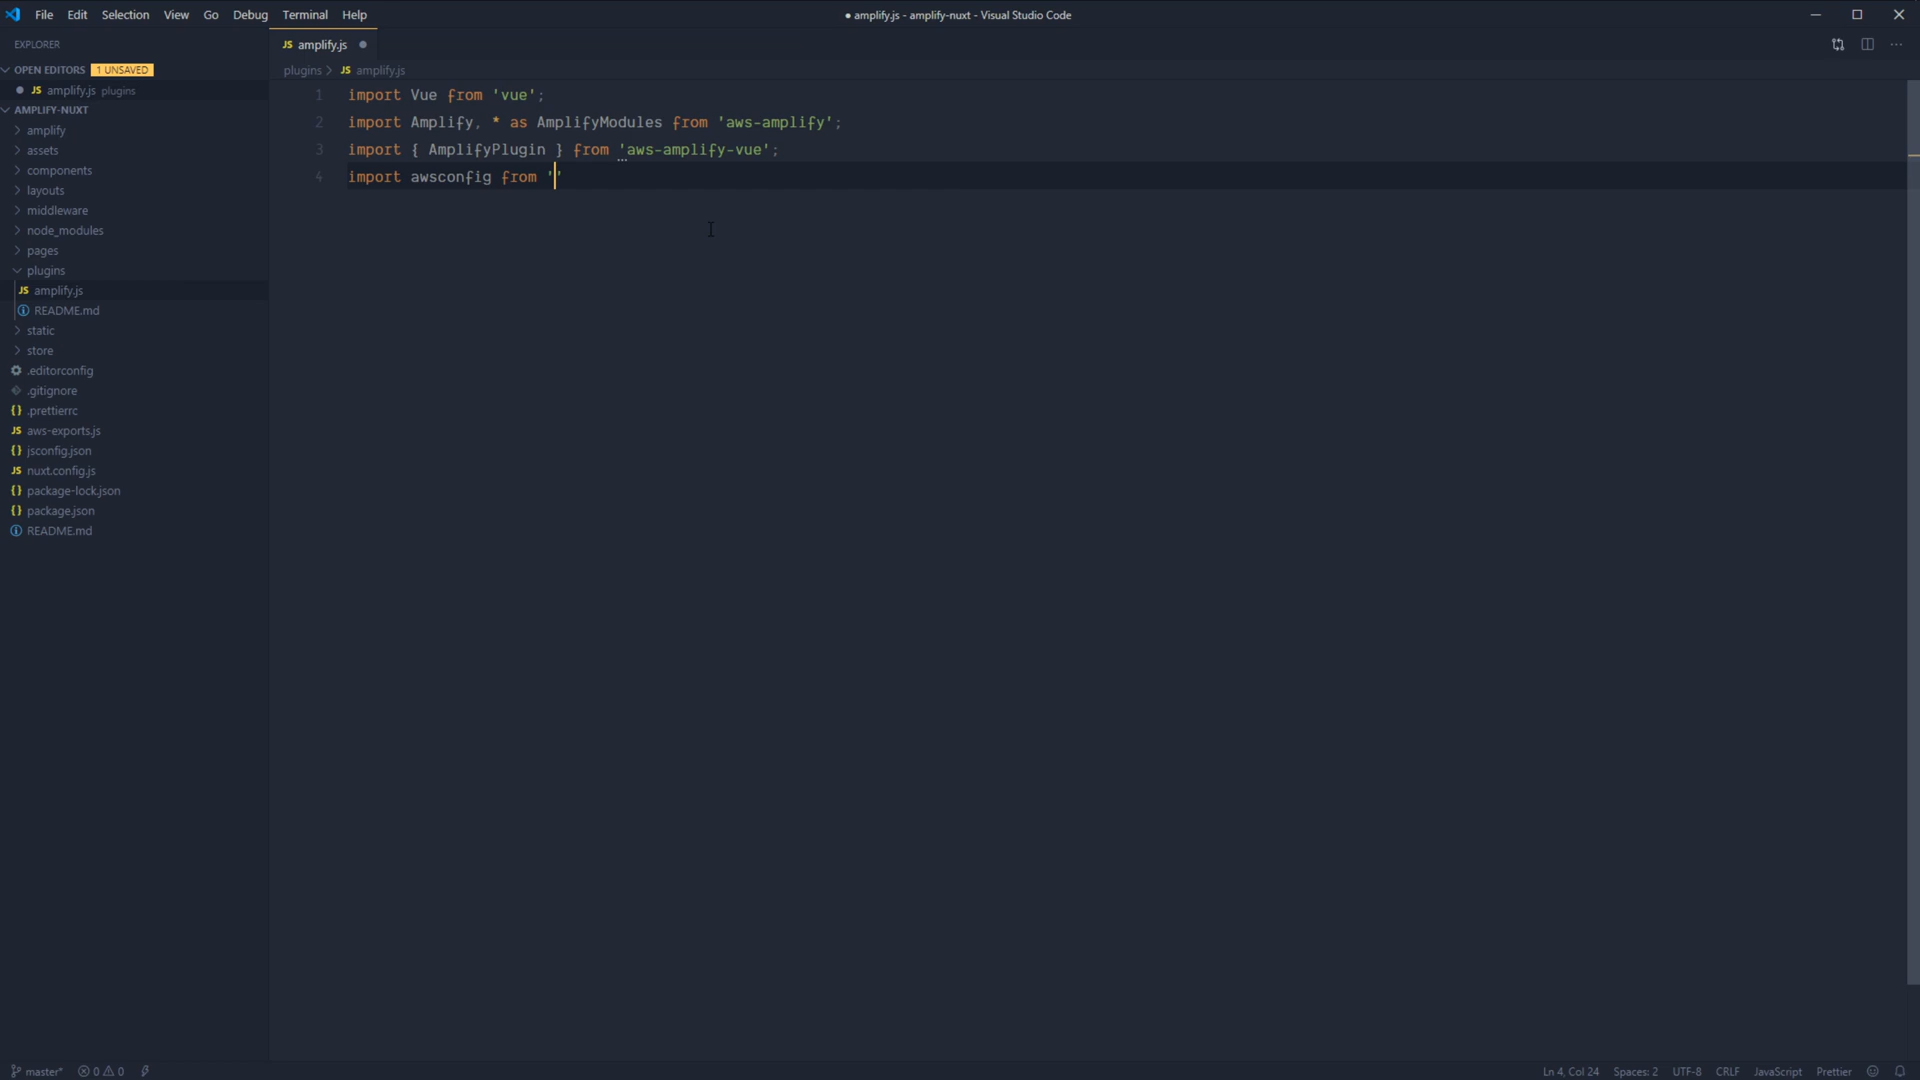 File Edit Selection View Go Debug Terminal Help
● amplify.js - amplify-nuxt - Visual Studio Code
EXPLORER
OPEN EDITORS 1 UNSAVED
JS amplify.js plugins
AMPLIFY-NUXT
amplify
assets
components
layouts
middleware
node_modules
pages
plugins
JS amplify.js
README.md
static
store
.editorconfig
.gitignore
{} .prettierrc
JS aws-exports.js
{} jsconfig.json
JS nuxt.config.js
{} package-lock.json
{} package.json
README.md
JS amplify.js
plugins > JS amplify.js
1 import Vue from 'vue';
2 import Amplify, * as AmplifyModules from 'aws-amplify';
3 import { AmplifyPlugin } from 'aws-amplify-vue';
4 import awsconfig from ''
master* 0 0
Ln 4, Col 24 Spaces: 2 UTF-8 CRLF JavaScript Prettier